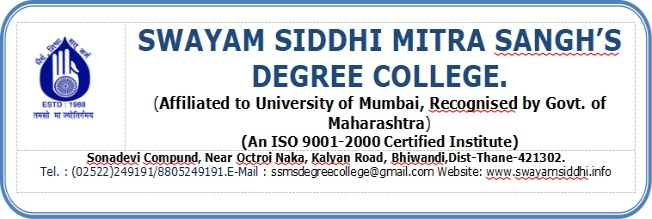 धैर्य निष्ठा मातृ कर्म
ESTD : 1988
तमसो मा ज्योतिर्गमय
SWAYAM SIDDHI MITRA SANGH’S
DEGREE COLLEGE.
(Affiliated to University of Mumbai, Recognised by Govt. of
Maharashtra)
(An ISO 9001-2000 Certified Institute)
Sonadevi Compund, Near Octroi Naka, Kalyan Road, Bhiwandi,Dist-Thane-421302.
Tel. : (02522)249191/8805249191.E-Mail : ssmsdegreecollege@gmail.com Website: www.swayamsiddhi.info